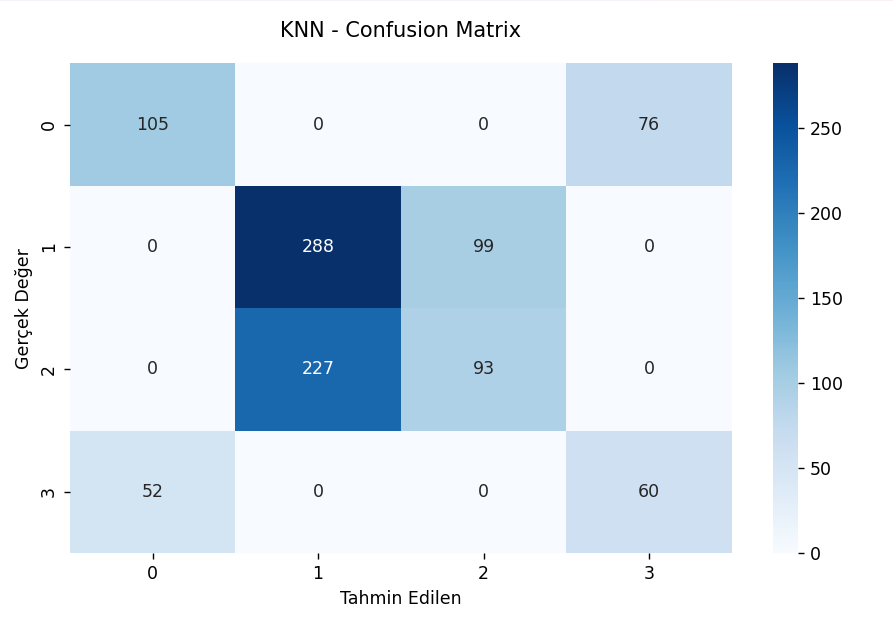 KNN - Confusion Matrix
105 0 0 76
0 288 99 0
0 227 93 0
52 0 0 60
0
1
2
3
Gerçek Değer
0 1 2 3
Tahmin Edilen
250
200
150
100
50
0